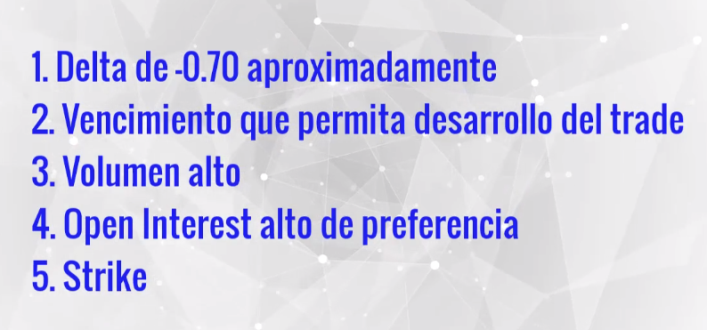 1. Delta de -0.70 aproximadamente
2. Vencimiento que permita desarrollo del trade
3. Volumen alto
4. Open Interest alto de preferencia
5. Strike